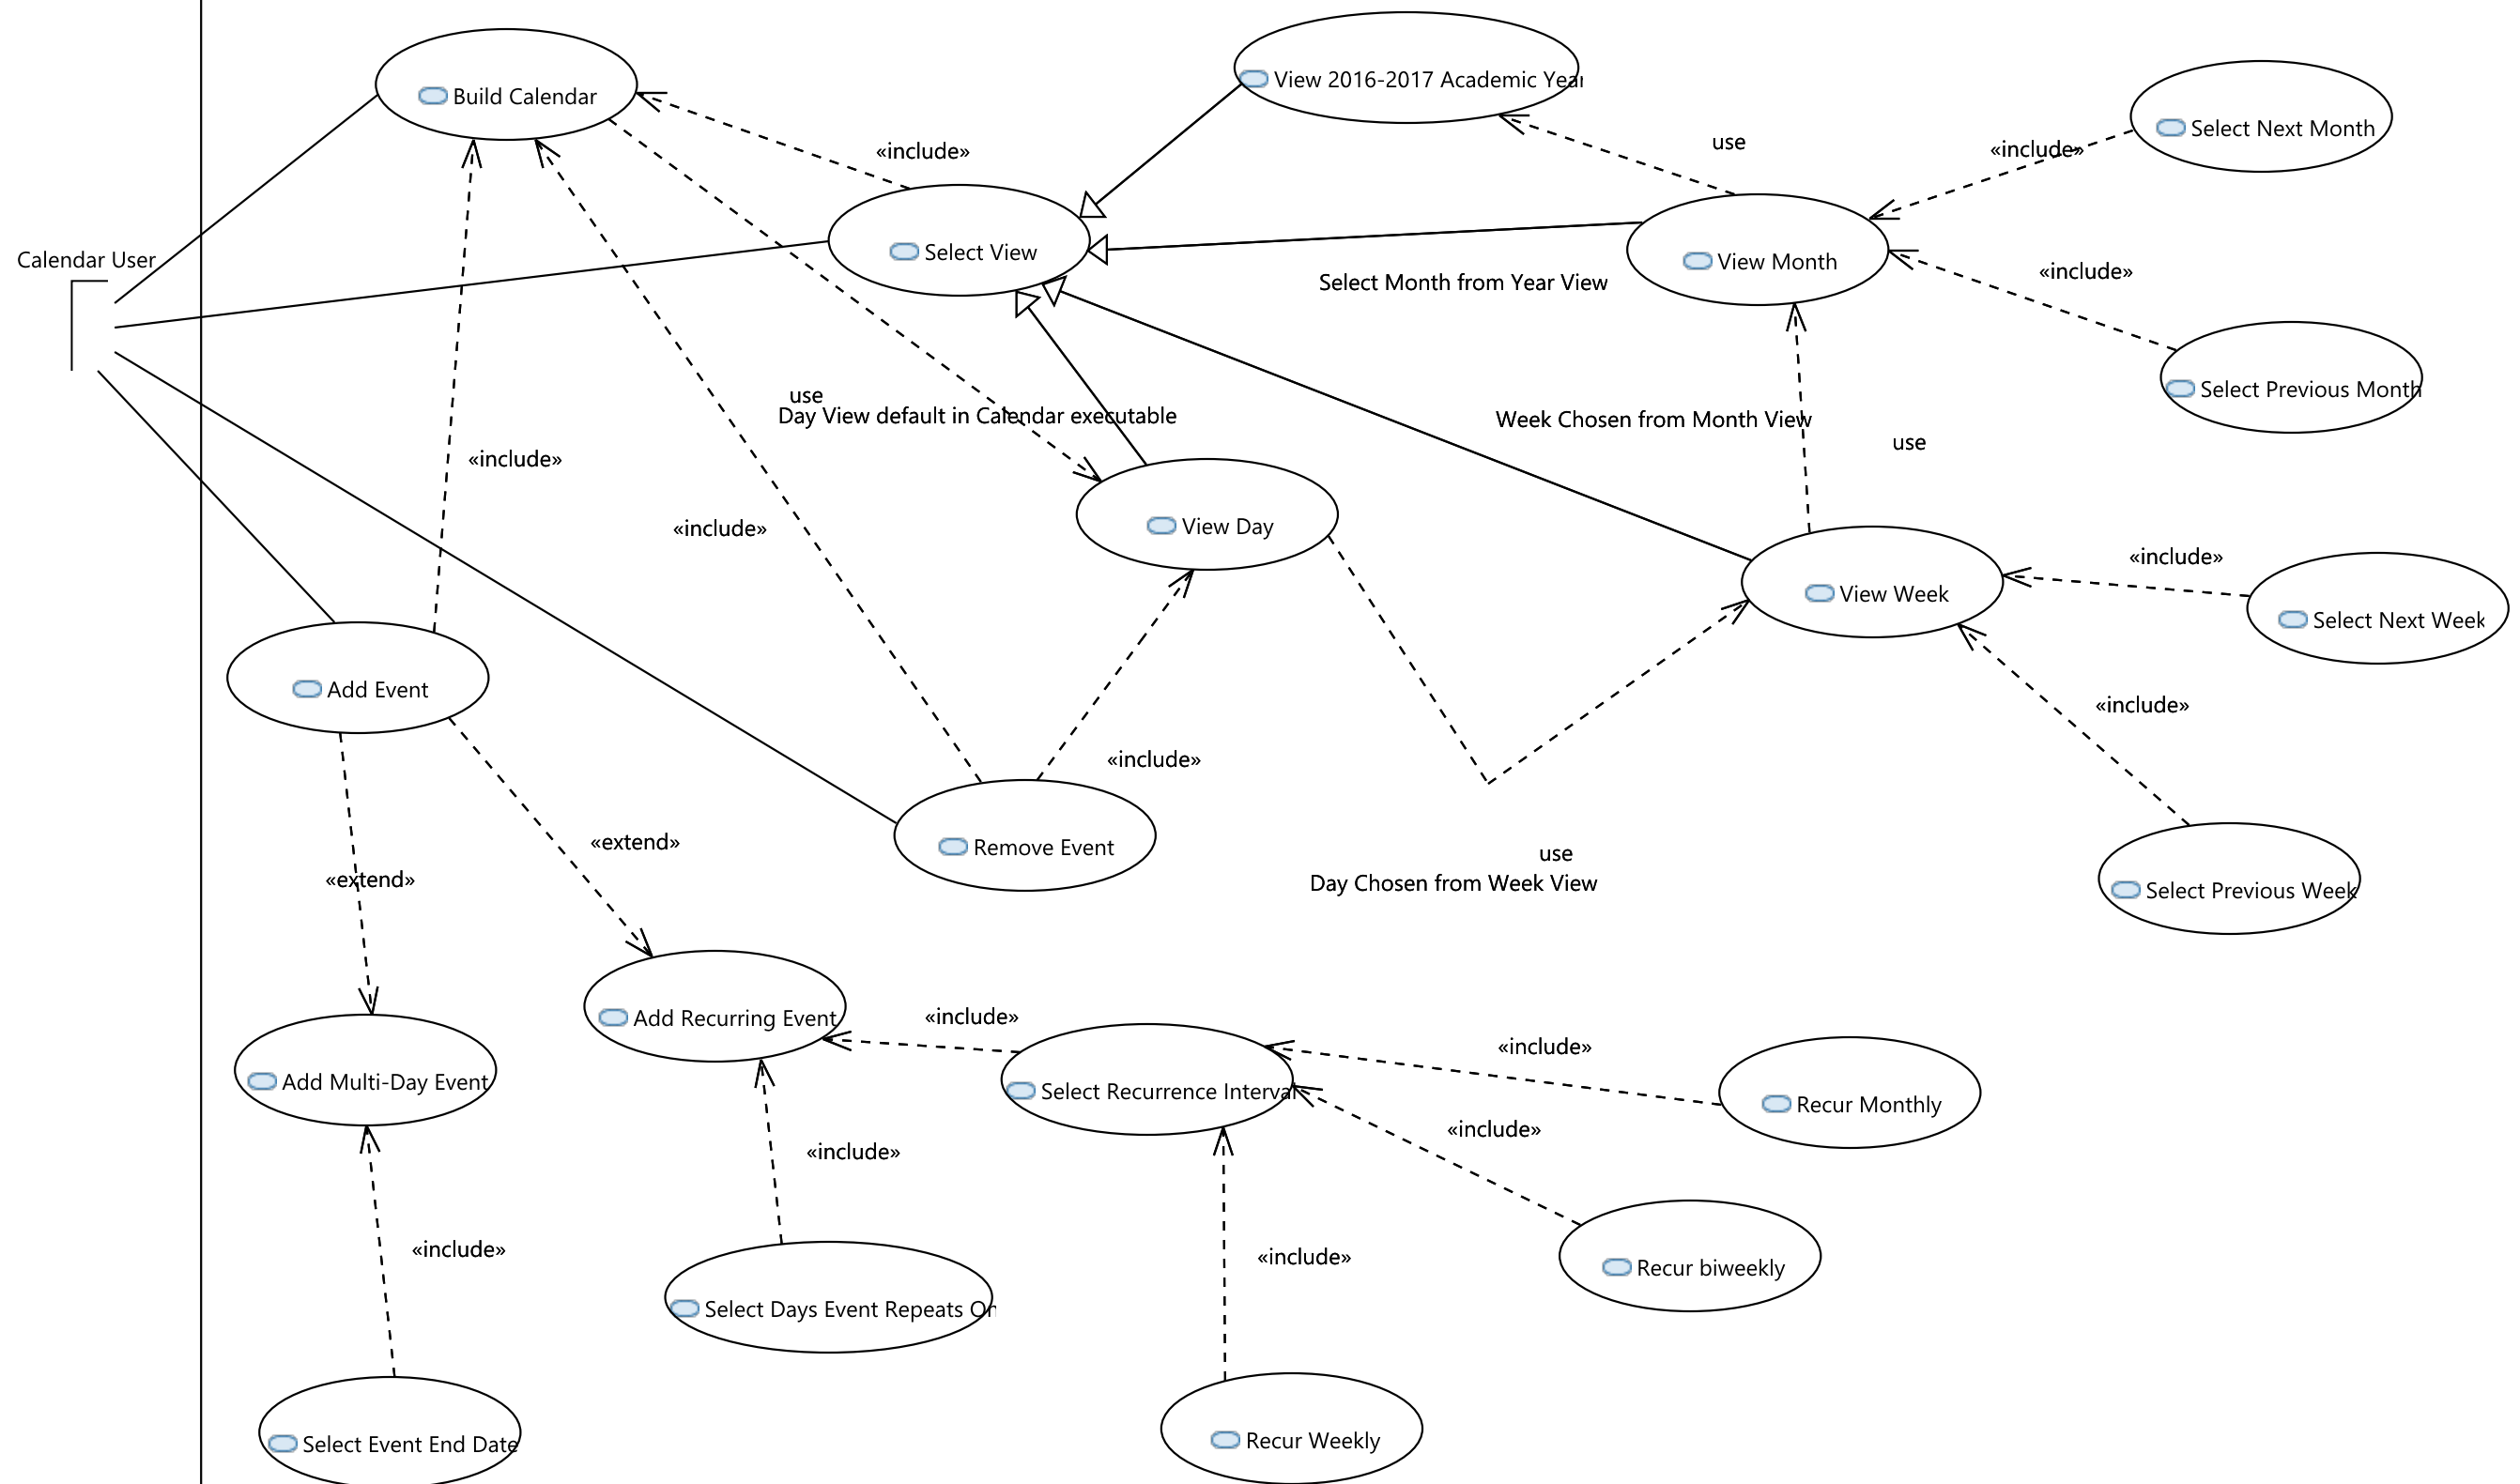 View 2016-2017 Academic Year
Build Calendar
Select Next Month
use
«include»
«include»
Select View
Calendar User
View Month
«include»
Select Month from Year View
Select Previous Month
use
Day View default in Calendar executable
Week Chosen from Month View
use
«include»
«include»
View Day
«include»
View Week
Select Next Week
Add Event
«include»
«include»
Remove Event
«extend»
use
«extend»
Day Chosen from Week View
Select Previous Week
Add Recurring Event
«include»
«include»
Add Multi-Day Event
Select Recurrence Interval
Recur Monthly
«include»
«include»
«include»
«include»
Recur biweekly
Select Days Event Repeats On
Select Event End Date
Recur Weekly